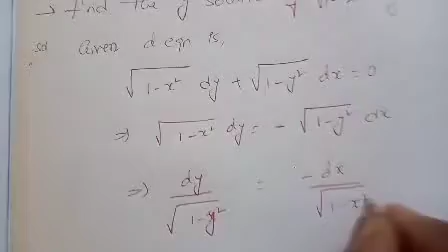 → find the g
sol Given d eqn is,
√1-x² dy + √1-y² dx = 0
⇒ √1-x² dy = - √1-y² dx
⇒ dy/√1-y² = -dx/√1-x²